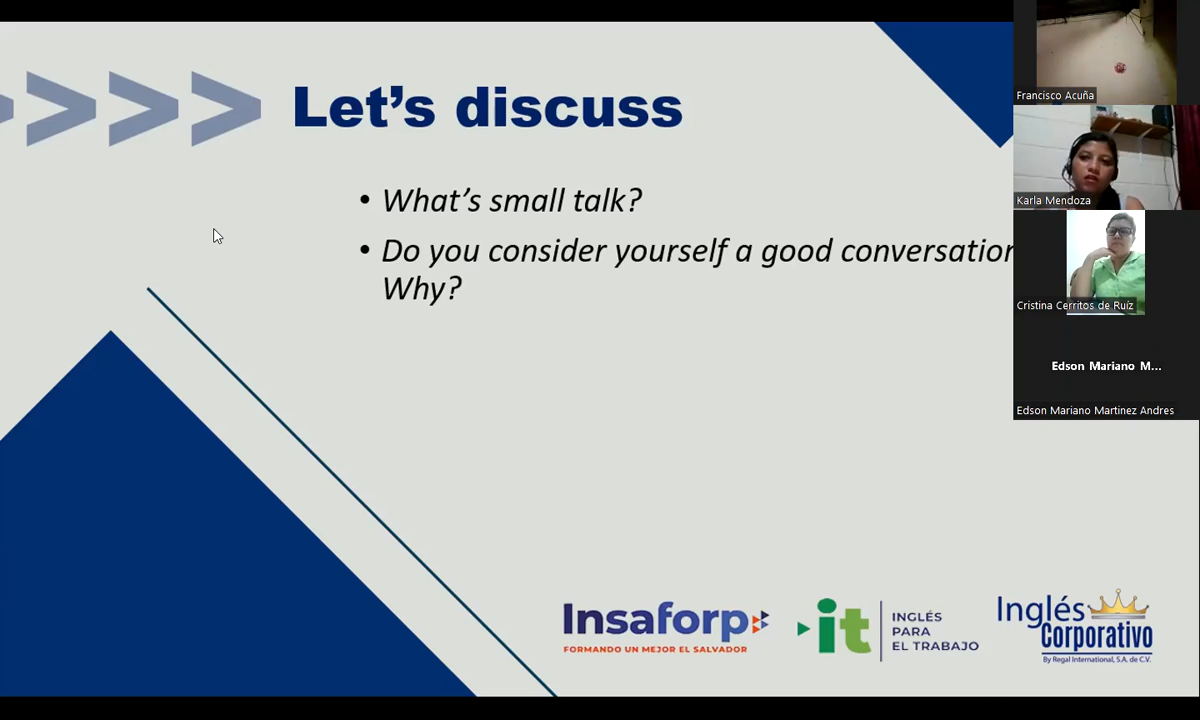 Let's discuss
• What's small talk?
• Do you consider yourself a good conversation
Why?
Francisco Acuña
Karla Mendoza
Cristina Cerritos de Ruíz
Edson Mariano M...
Edson Mariano Martinez Andres
Insaforp
FORMANDO UN MEJOR EL SALVADOR
it
INGLÉS
PARA
EL TRABAJO
Inglés
Corporativo
By Regal International, S.A. de C.V.